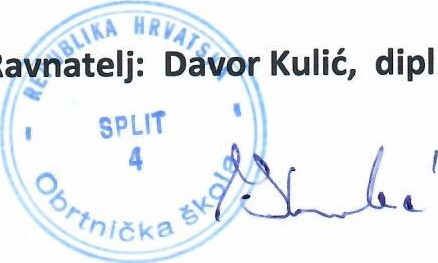 Ravnatelj: Davor Kulić, dipl
REPUBLIKA HRVATSKA
SPLIT
4
Obrtnička škola